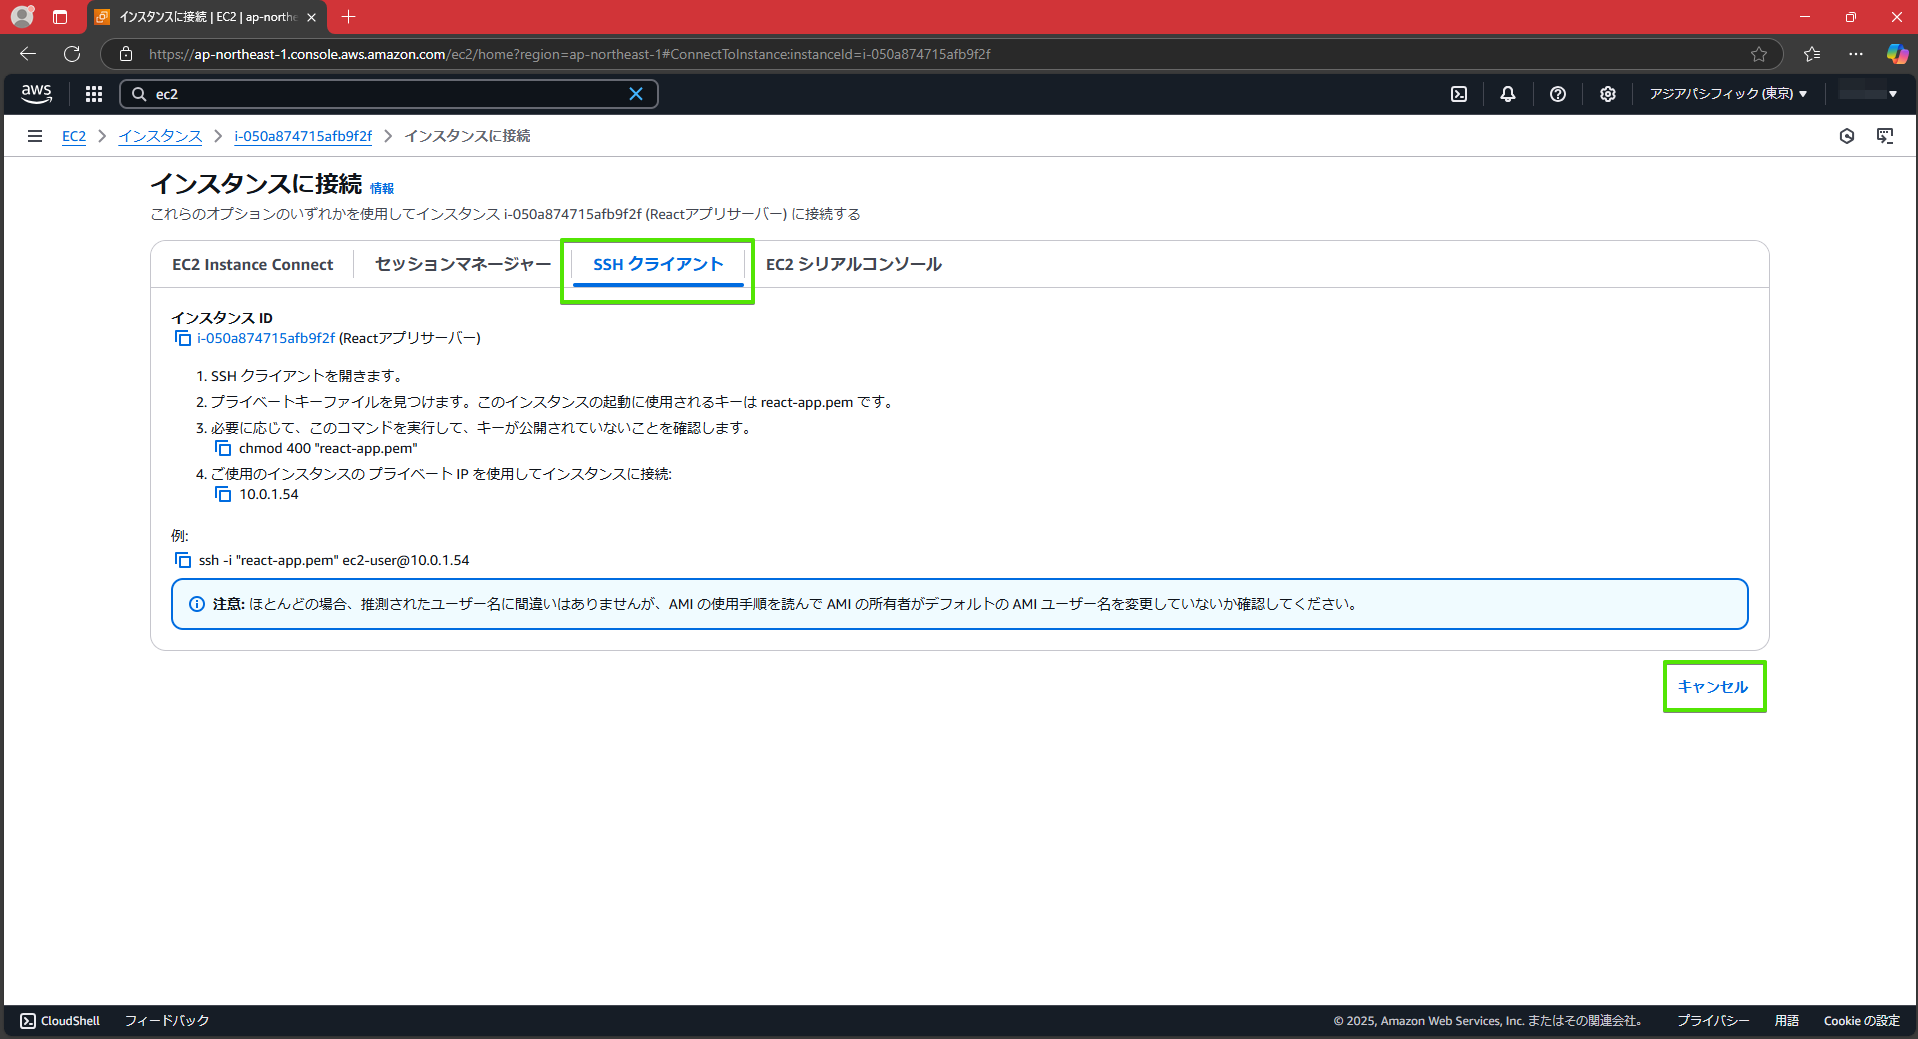 インスタンスに接続 | EC2 | ap-northe
https://ap-northeast-1.console.aws.amazon.com/ec2/home?region=ap-northeast-1#ConnectToInstance:instanceId=i-050a874715afb9f2f
aws
ec2
アジアパシフィック (東京)
EC2
インスタンス
i-050a874715afb9f2f
インスタンスに接続
インスタンスに接続 情報
これらのオプションのいずれかを使用してインスタンス i-050a874715afb9f2f (Reactアプリサーバー) に接続する
EC2 Instance Connect
セッションマネージャー
SSH クライアント
EC2 シリアルコンソール
インスタンス ID
i-050a874715afb9f2f (Reactアプリサーバー)
1. SSH クライアントを開きます。
2. プライベートキーファイルを見つけます。このインスタンスの起動に使用されるキーは react-app.pem です。
3. 必要に応じて、このコマンドを実行して、キーが公開されていないことを確認します。
chmod 400 "react-app.pem"
4. ご使用のインスタンスの プライベート IP を使用してインスタンスに接続:
10.0.1.54
例:
ssh -i "react-app.pem" ec2-user@10.0.1.54
注意: ほとんどの場合、推測されたユーザー名に間違いはありませんが、AMI の使用手順を読んで AMI の所有者がデフォルトの AMI ユーザー名を変更していないか確認してください。
キャンセル
CloudShell
フィードバック
© 2025, Amazon Web Services, Inc. またはその関連会社。
プライバシー
用語
Cookie の設定